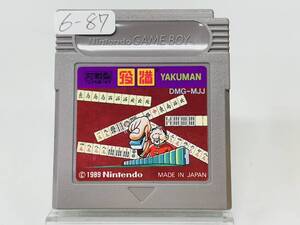 6-87
Nintendo GAME BOY
役満
YAKUMAN
DMG-MJJ
©1989 Nintendo
MADE IN JAPAN